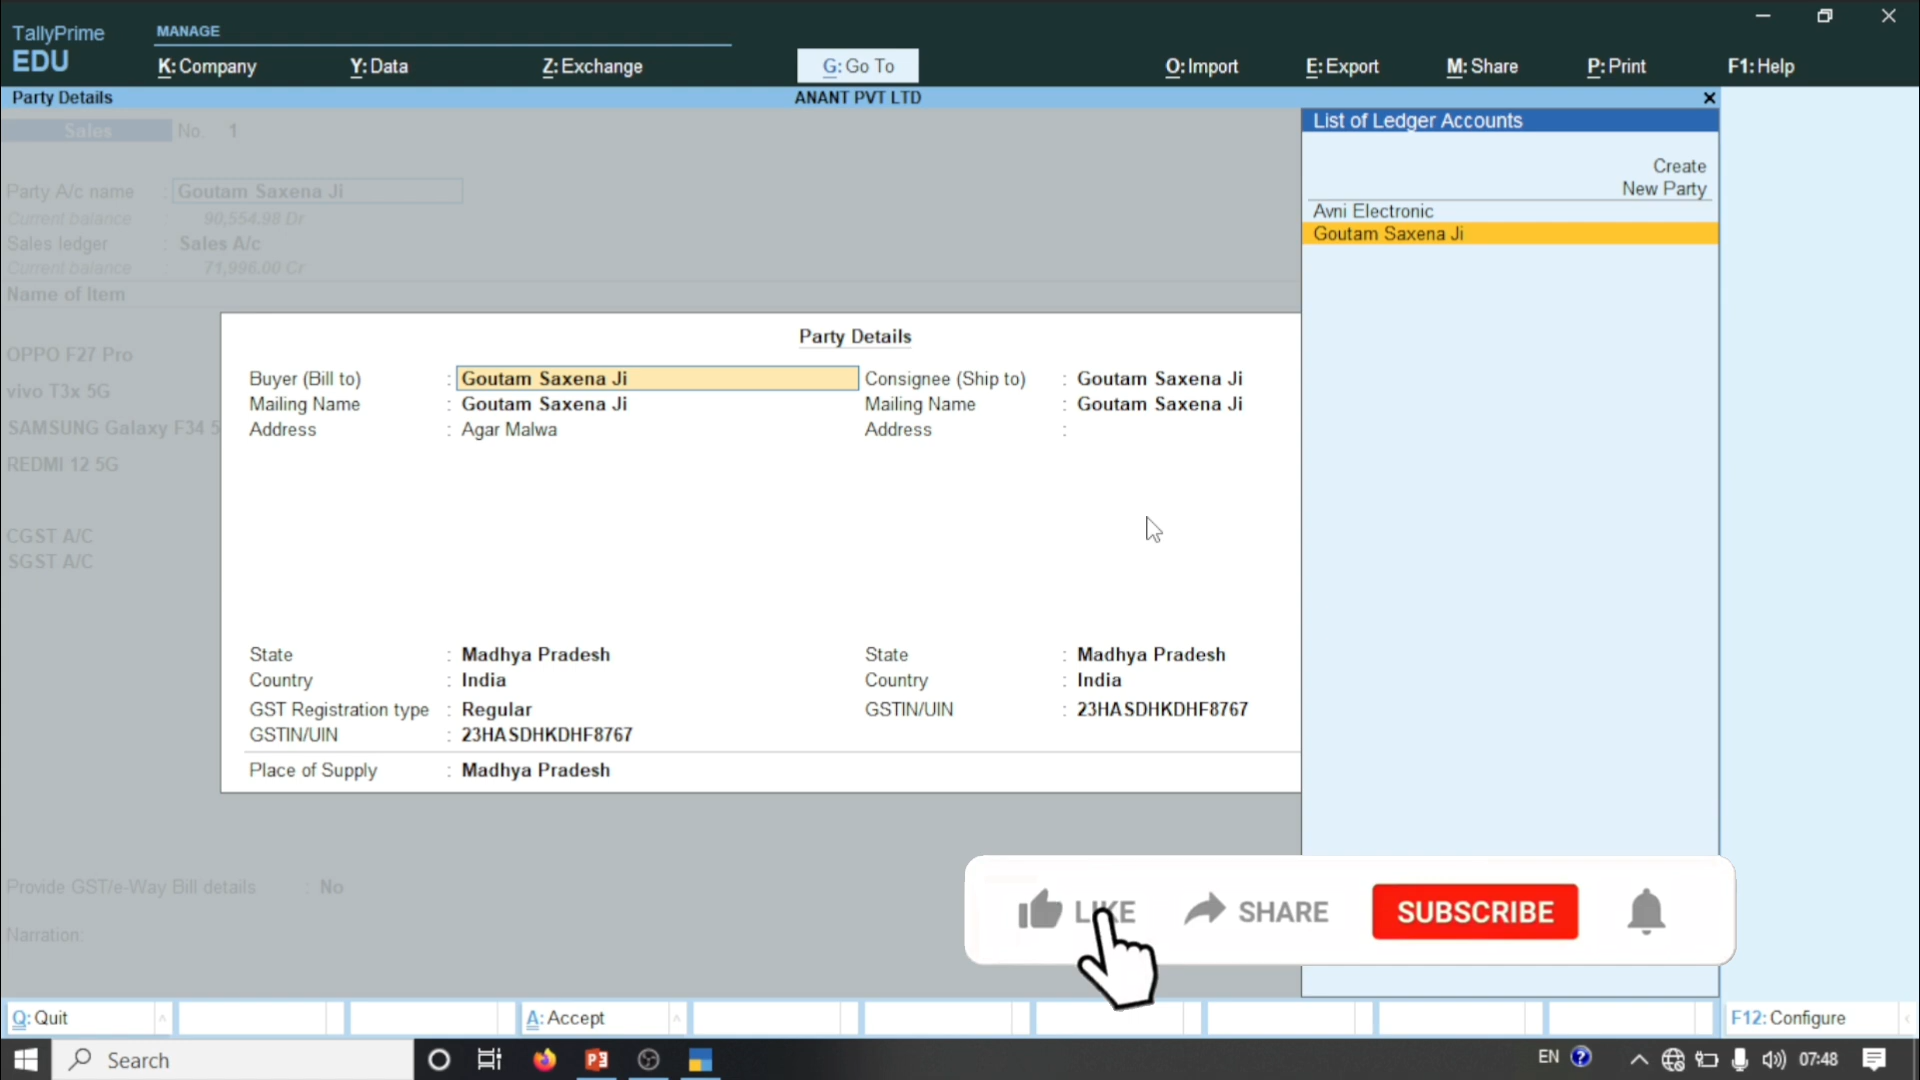 TallyPrime
EDU
MANAGE
K: Company
Y: Data
Z: Exchange
G: Go To
O: Import
E: Export
M: Share
P: Print
F1: Help
Party Details
ANANT PVT LTD
Sales No. 1
Party A/c name : Goutam Saxena Ji
Current balance : 90,554.98 Dr
Sales ledger : Sales A/c
Current balance : 71,996.00 Cr
Name of Item
OPPO F27 Pro
vivo T3x 5G
SAMSUNG Galaxy F34 5
REDMI 12 5G
CGST A/C
SGST A/C
Provide GST/e-Way Bill details : No
Narration:
Party Details
Buyer (Bill to) : Goutam Saxena Ji
Mailing Name : Goutam Saxena Ji
Address : Agar Malwa
State : Madhya Pradesh
Country : India
GST Registration type : Regular
GSTIN/UIN : 23HASDHKDHF8767
Place of Supply : Madhya Pradesh
Consignee (Ship to) : Goutam Saxena Ji
Mailing Name : Goutam Saxena Ji
Address :
State : Madhya Pradesh
Country : India
GSTIN/UIN : 23HASDHKDHF8767
List of Ledger Accounts
Create
New Party
Avni Electronic
Goutam Saxena Ji
LIKE
SHARE
SUBSCRIBE
Q: Quit
A: Accept
F12: Configure
Search
EN
07:48